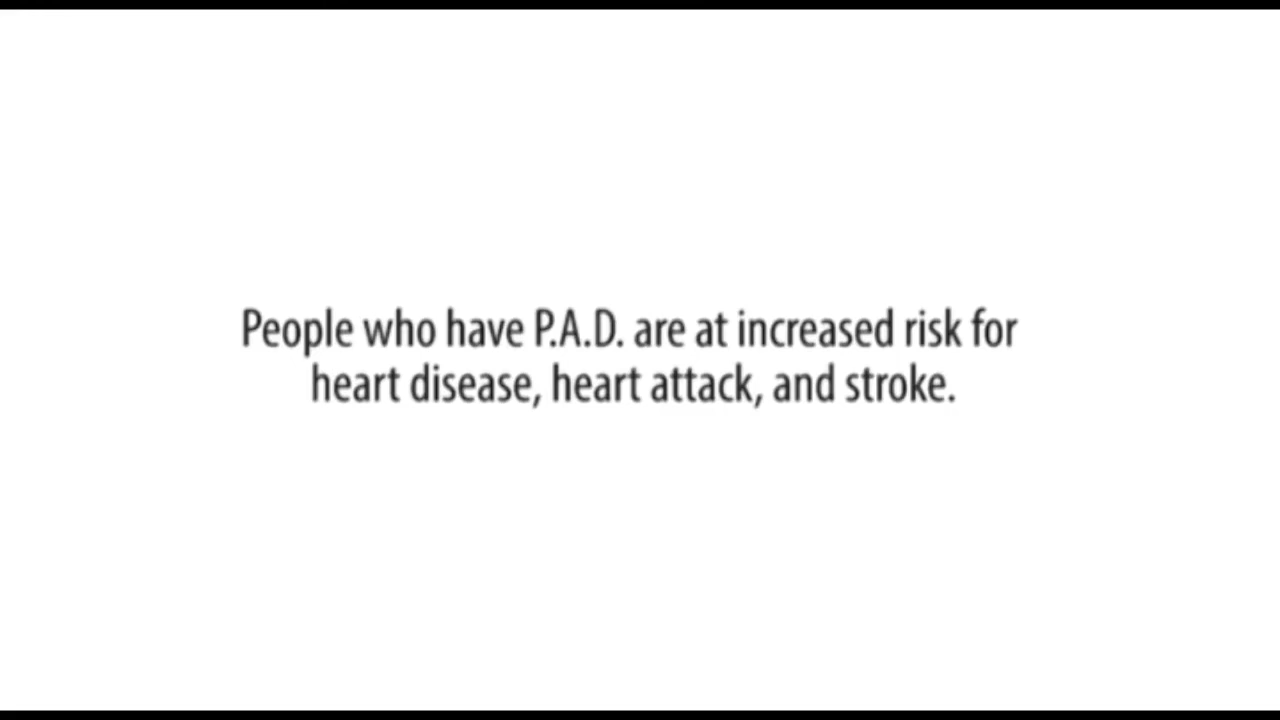 People who have P.A.D. are at increased risk for
heart disease, heart attack, and stroke.